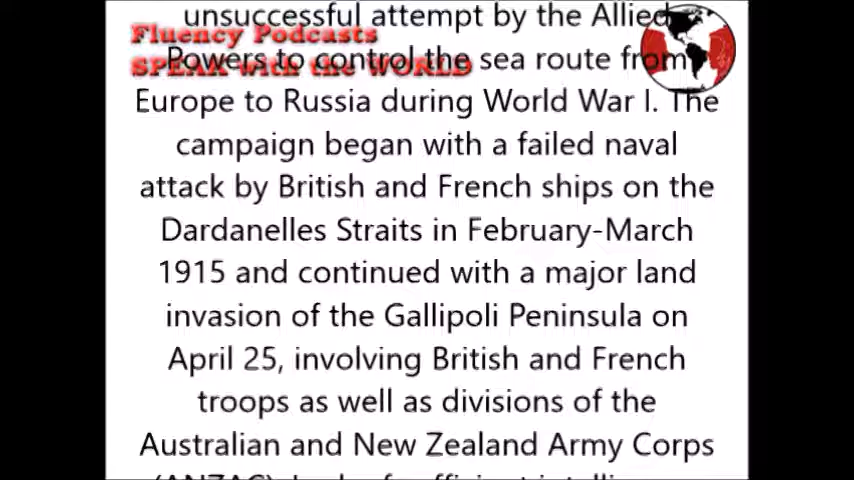 unsuccessful attempt by the Allied
Fluency Podcasts
Powers to control the sea route from
SPEAK with the WORLD
Europe to Russia during World War I. The
campaign began with a failed naval
attack by British and French ships on the
Dardanelles Straits in February-March
1915 and continued with a major land
invasion of the Gallipoli Peninsula on
April 25, involving British and French
troops as well as divisions of the
Australian and New Zealand Army Corps